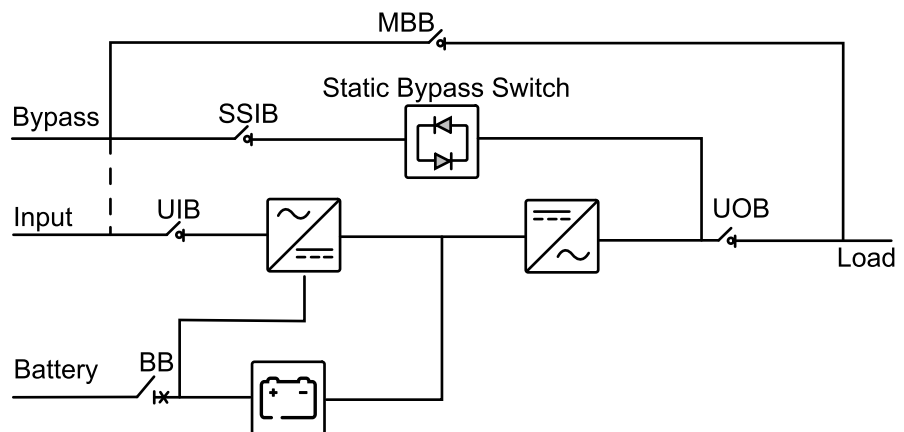 MBB
Static Bypass Switch
Bypass
SSIB
Input
UIB
UOB
Load
Battery
BB